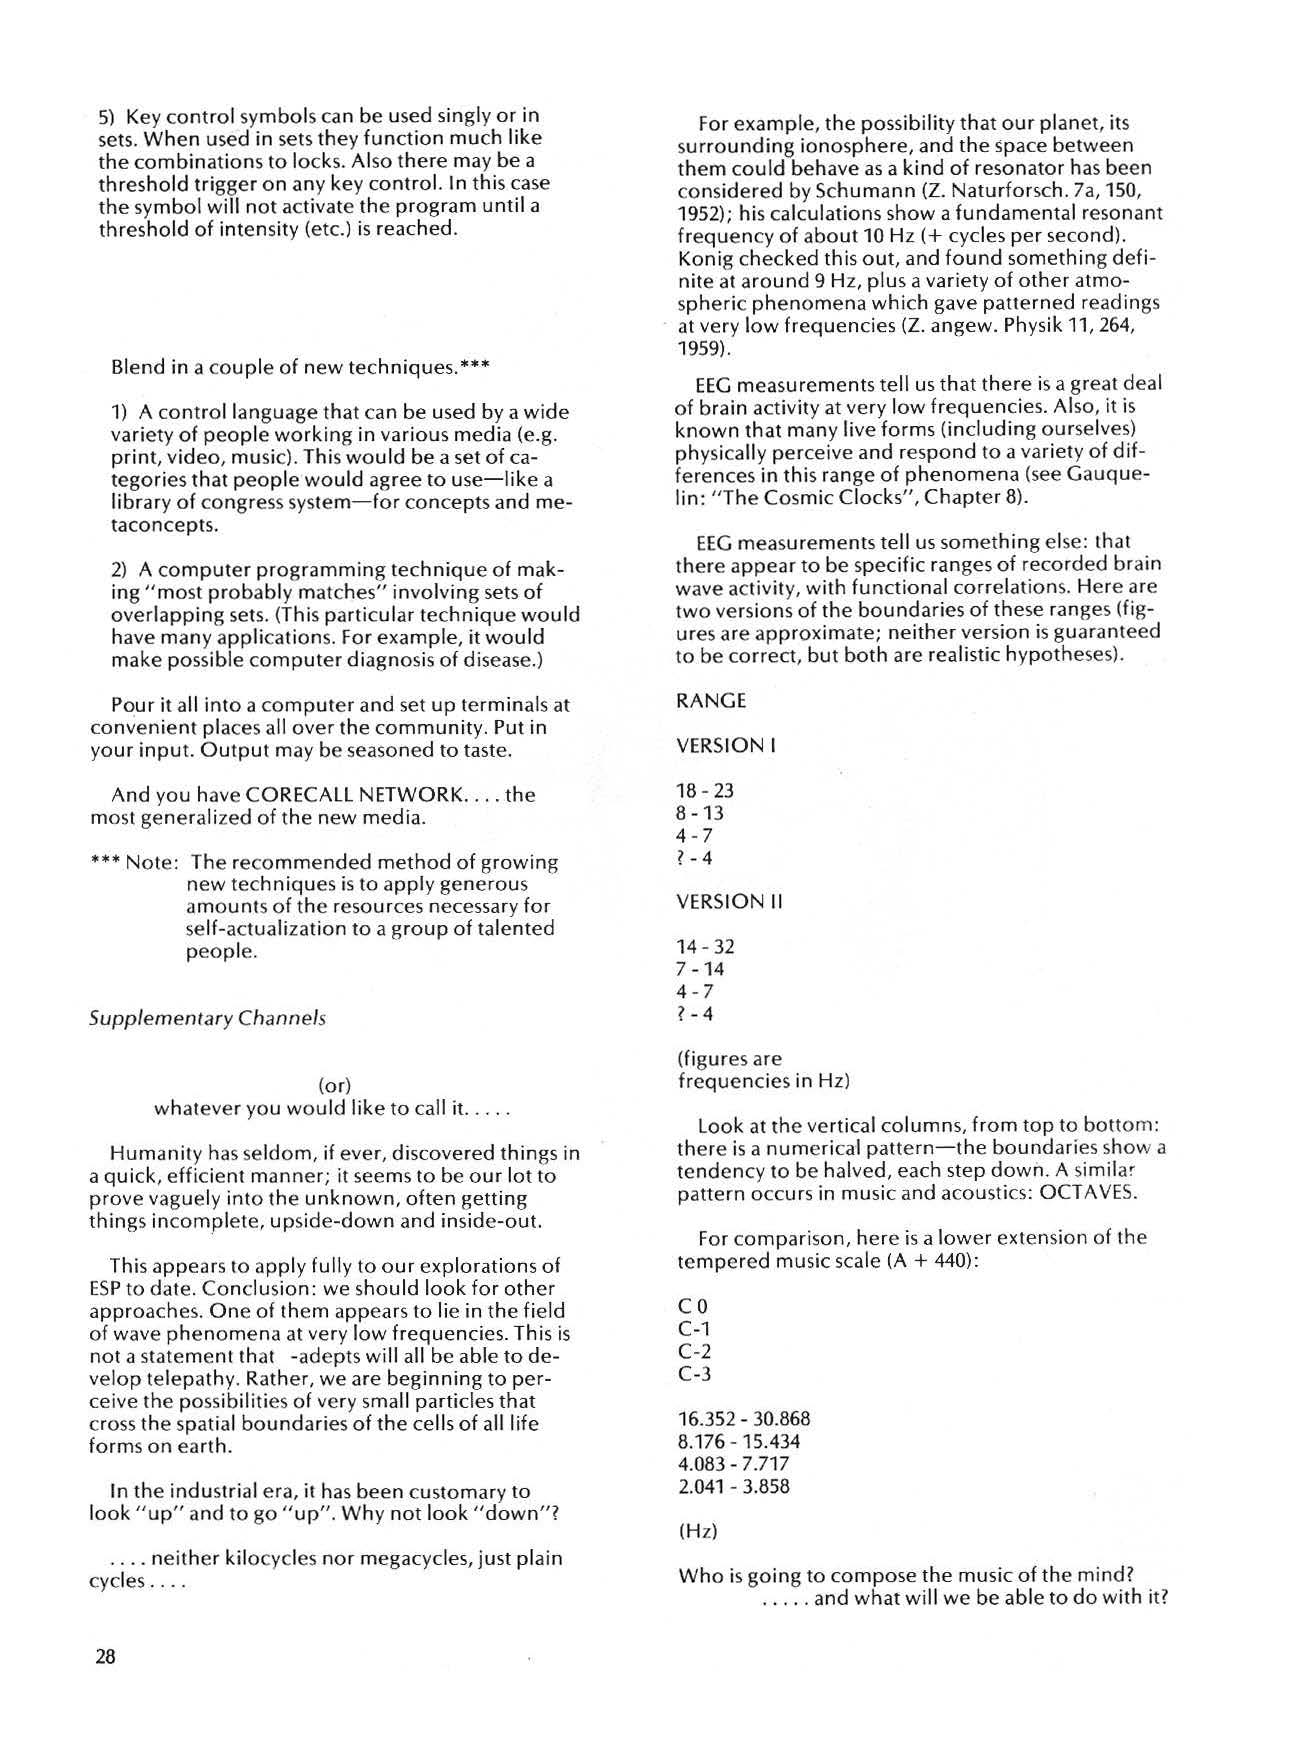 5) Key control symbols can be used singly or in
sets. When used in sets they function much like
the combinations to locks. Also there may be a
threshold trigger on any key control. In this case
the symbol will not activate the program until a
threshold of intensity (etc.) is reached.
Blend in a couple of new techniques.***
1) A control language that can be used by a wide
variety of people working in various media (e.g.
print, video, music). This would be a set of ca-
tegories that people would agree to use—like a
library of congress system—for concepts and me-
taconcepts.
2) A computer programming technique of mak-
ing "most probably matches" involving sets of
overlapping sets. (This particular technique would
have many applications. For example, it would
make possible computer diagnosis of disease.)
Pour it all into a computer and set up terminals at
convenient places all over the community. Put in
your input. Output may be seasoned to taste.
And you have CORECALL NETWORK. . . . the
most generalized of the new media.
*** Note: The recommended method of growing
new techniques is to apply generous
amounts of the resources necessary for
self-actualization to a group of talented
people.
Supplementary Channels
(or)
whatever you would like to call it. . . . .
Humanity has seldom, if ever, discovered things in
a quick, efficient manner; it seems to be our lot to
prove vaguely into the unknown, often getting
things incomplete, upside-down and inside-out.
This appears to apply fully to our explorations of
ESP to date. Conclusion: we should look for other
approaches. One of them appears to lie in the field
of wave phenomena at very low frequencies. This is
not a statement that -adepts will all be able to de-
velop telepathy. Rather, we are beginning to per-
ceive the possibilities of very small particles that
cross the spatial boundaries of the cells of all life
forms on earth.
In the industrial era, it has been customary to
look "up" and to go "up". Why not look "down"?
. . . . neither kilocycles nor megacycles, just plain
cycles . . . .
28
For example, the possibility that our planet, its
surrounding ionosphere, and the space between
them could behave as a kind of resonator has been
considered by Schumann (Z. Naturforsch. 7a, 150,
1952); his calculations show a fundamental resonant
frequency of about 10 Hz (+ cycles per second).
Konig checked this out, and found something defi-
nite at around 9 Hz, plus a variety of other atmo-
spheric phenomena which gave patterned readings
at very low frequencies (Z. angew. Physik 11, 264,
1959).
EEG measurements tell us that there is a great deal
of brain activity at very low frequencies. Also, it is
known that many live forms (including ourselves)
physically perceive and respond to a variety of dif-
ferences in this range of phenomena (see Gauque-
lin: "The Cosmic Clocks", Chapter 8).
EEG measurements tell us something else: that
there appear to be specific ranges of recorded brain
wave activity, with functional correlations. Here are
two versions of the boundaries of these ranges (fig-
ures are approximate; neither version is guaranteed
to be correct, but both are realistic hypotheses).
RANGE
VERSION I
18 - 23
8 - 13
4 - 7
? - 4
VERSION II
14 - 32
7 - 14
4 - 7
? - 4
(figures are
frequencies in Hz)
Look at the vertical columns, from top to bottom:
there is a numerical pattern—the boundaries show a
tendency to be halved, each step down. A similar
pattern occurs in music and acoustics: OCTAVES.
For comparison, here is a lower extension of the
tempered music scale (A + 440):
C 0
C-1
C-2
C-3
16.352 - 30.868
8.176 - 15.434
4.083 - 7.717
2.041 - 3.858
(Hz)
Who is going to compose the music of the mind?
. . . . . and what will we be able to do with it?